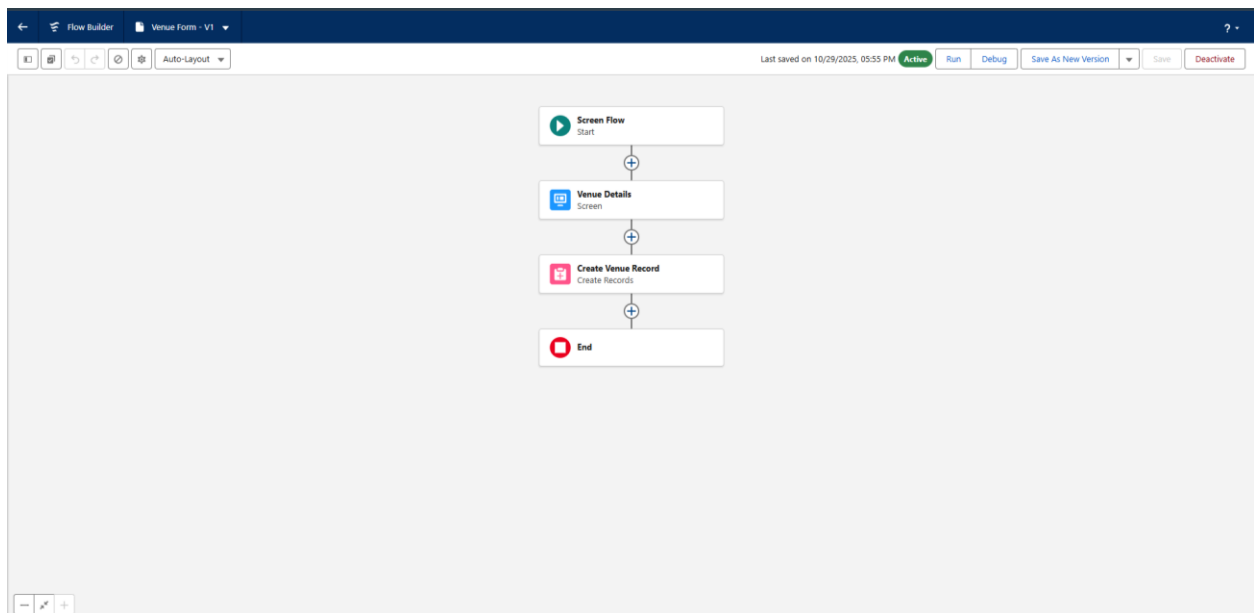 Flow Builder
Venue Form - V1
?
Auto-Layout
Last saved on 10/29/2025, 05:55 PM Active Run Debug Save As New Version Save Deactivate
Screen Flow
Start
Venue Details
Screen
Create Venue Record
Create Records
End